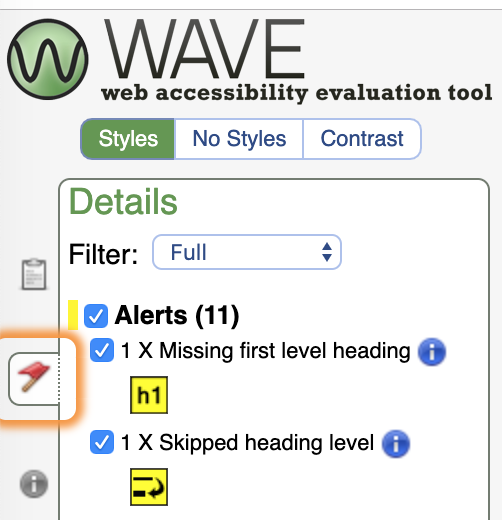 WAVE
web accessibility evaluation tool
Styles No Styles Contrast
Details
Filter: Full
Alerts (11)
1 X Missing first level heading
h1
1 X Skipped heading level